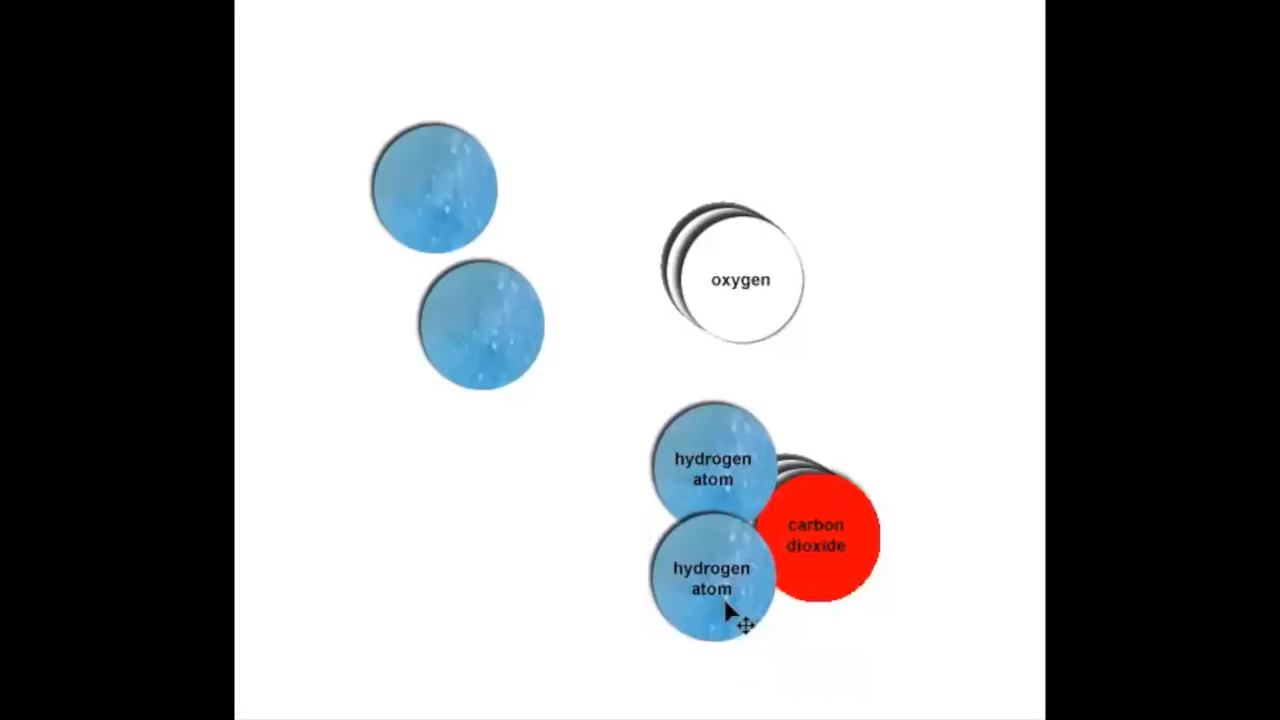 oxygen
hydrogen
atom
carbon
dioxide
hydrogen
atom